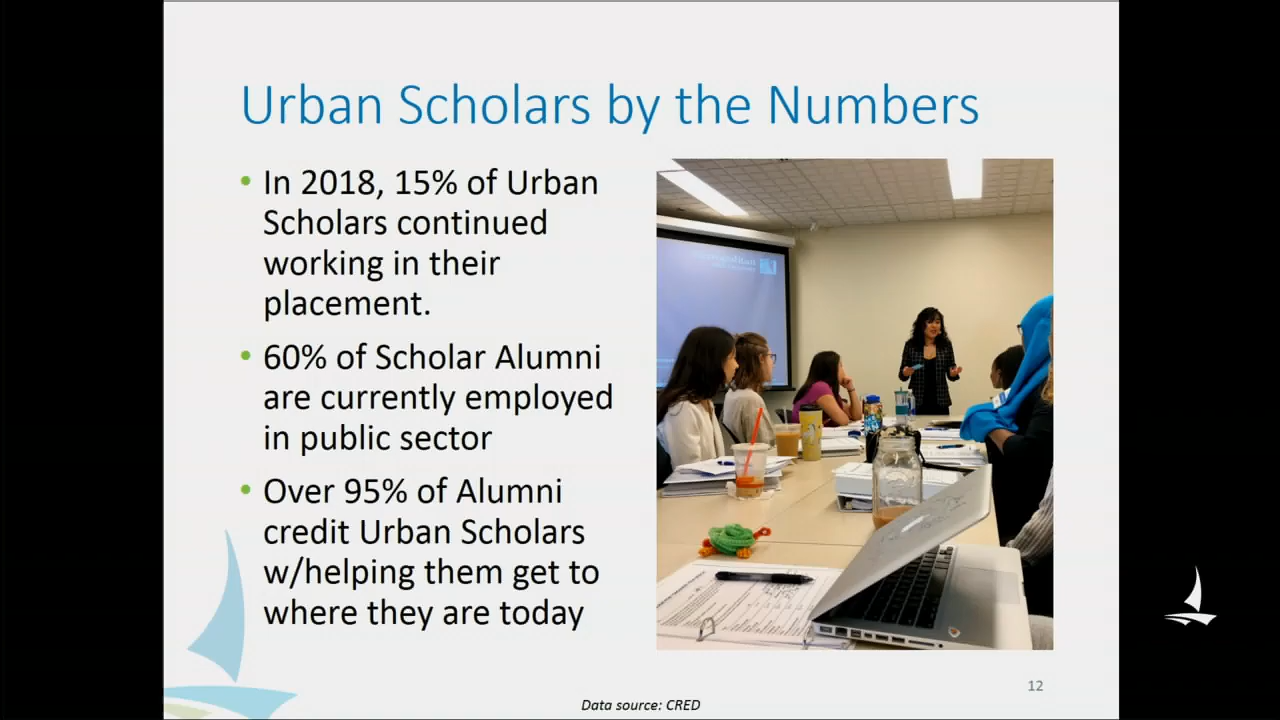 Urban Scholars by the Numbers
• In 2018, 15% of Urban
Scholars continued
working in their
placement.
• 60% of Scholar Alumni
are currently employed
in public sector
• Over 95% of Alumni
credit Urban Scholars
w/helping them get to
where they are today
12
Data source: CRED